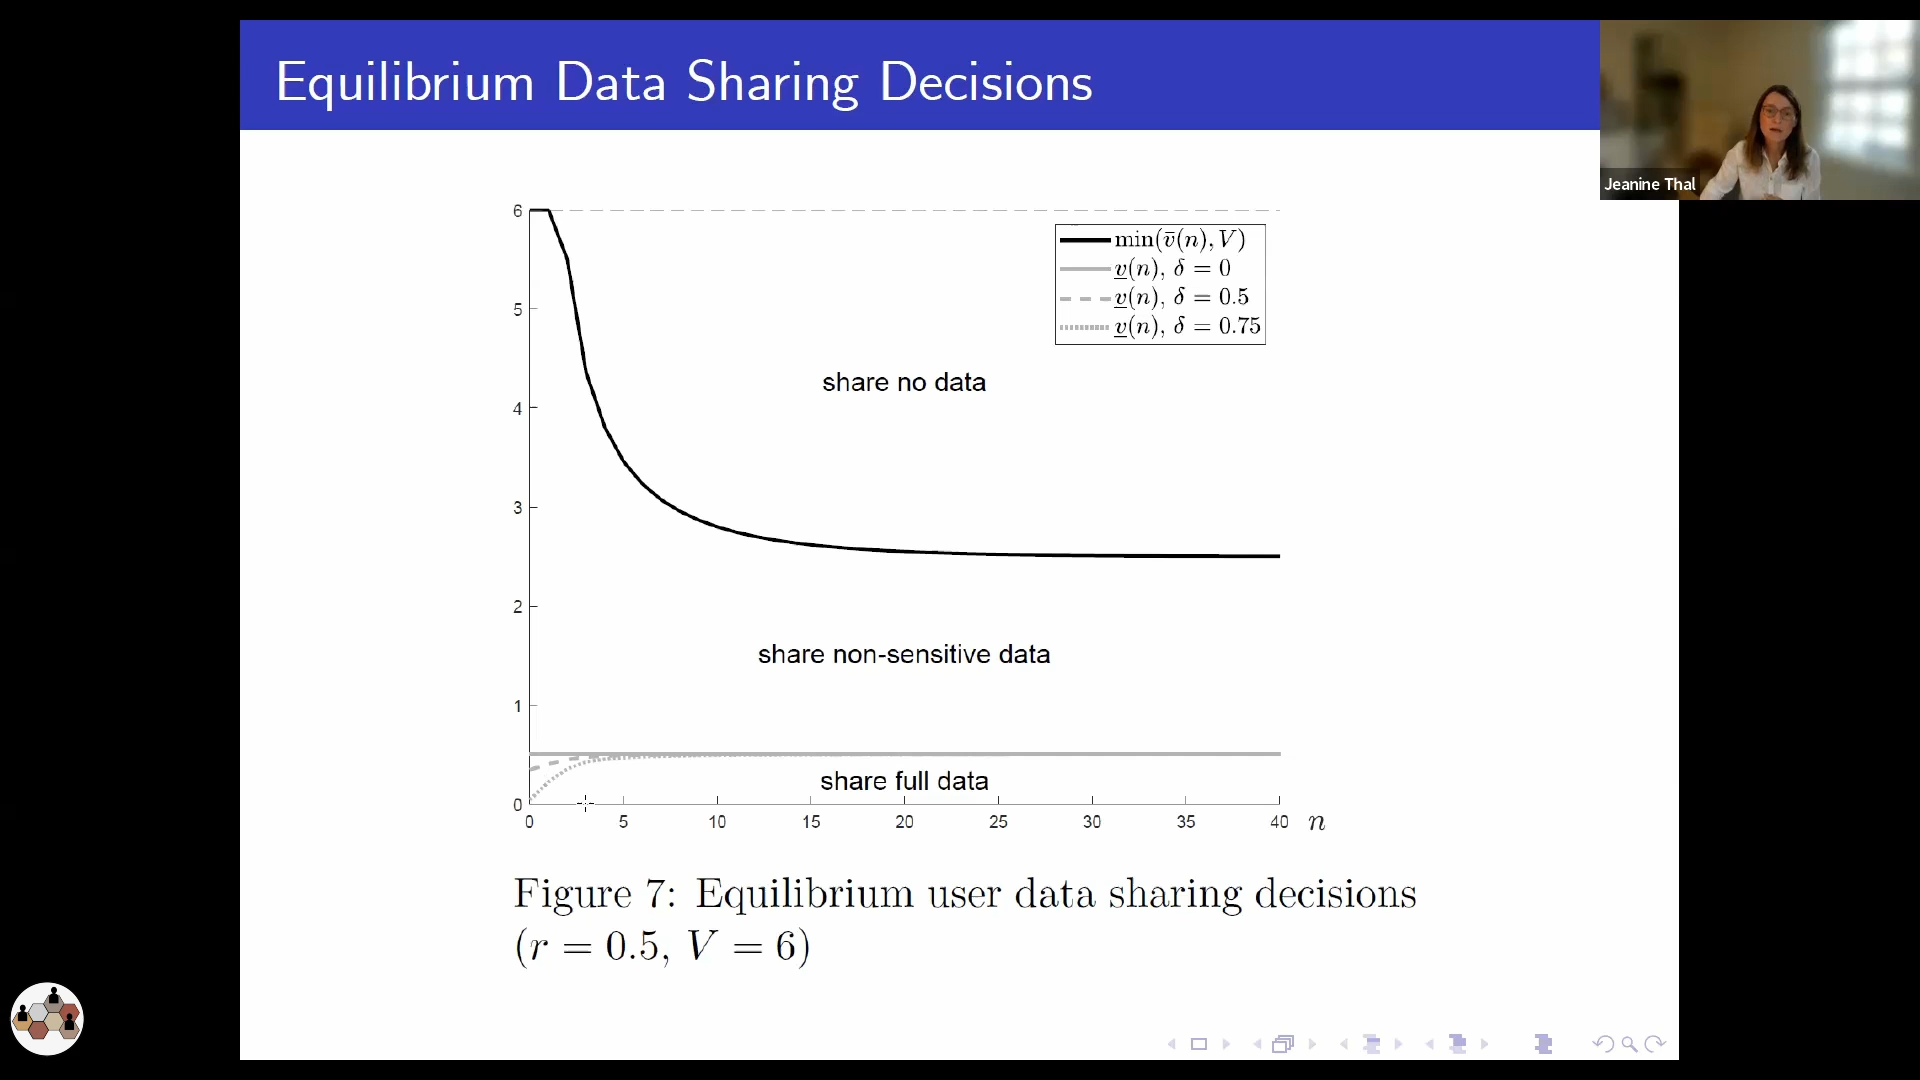 Equilibrium Data Sharing Decisions
Jeanine Thal
6
5
4
3
2
1
0
min(v̄(n), V)
v̲(n), δ = 0
v̲(n), δ = 0.5
v̲(n), δ = 0.75
share no data
share non-sensitive data
share full data
0 5 10 15 20 25 30 35 40 n
Figure 7: Equilibrium user data sharing decisions
(r = 0.5, V = 6)